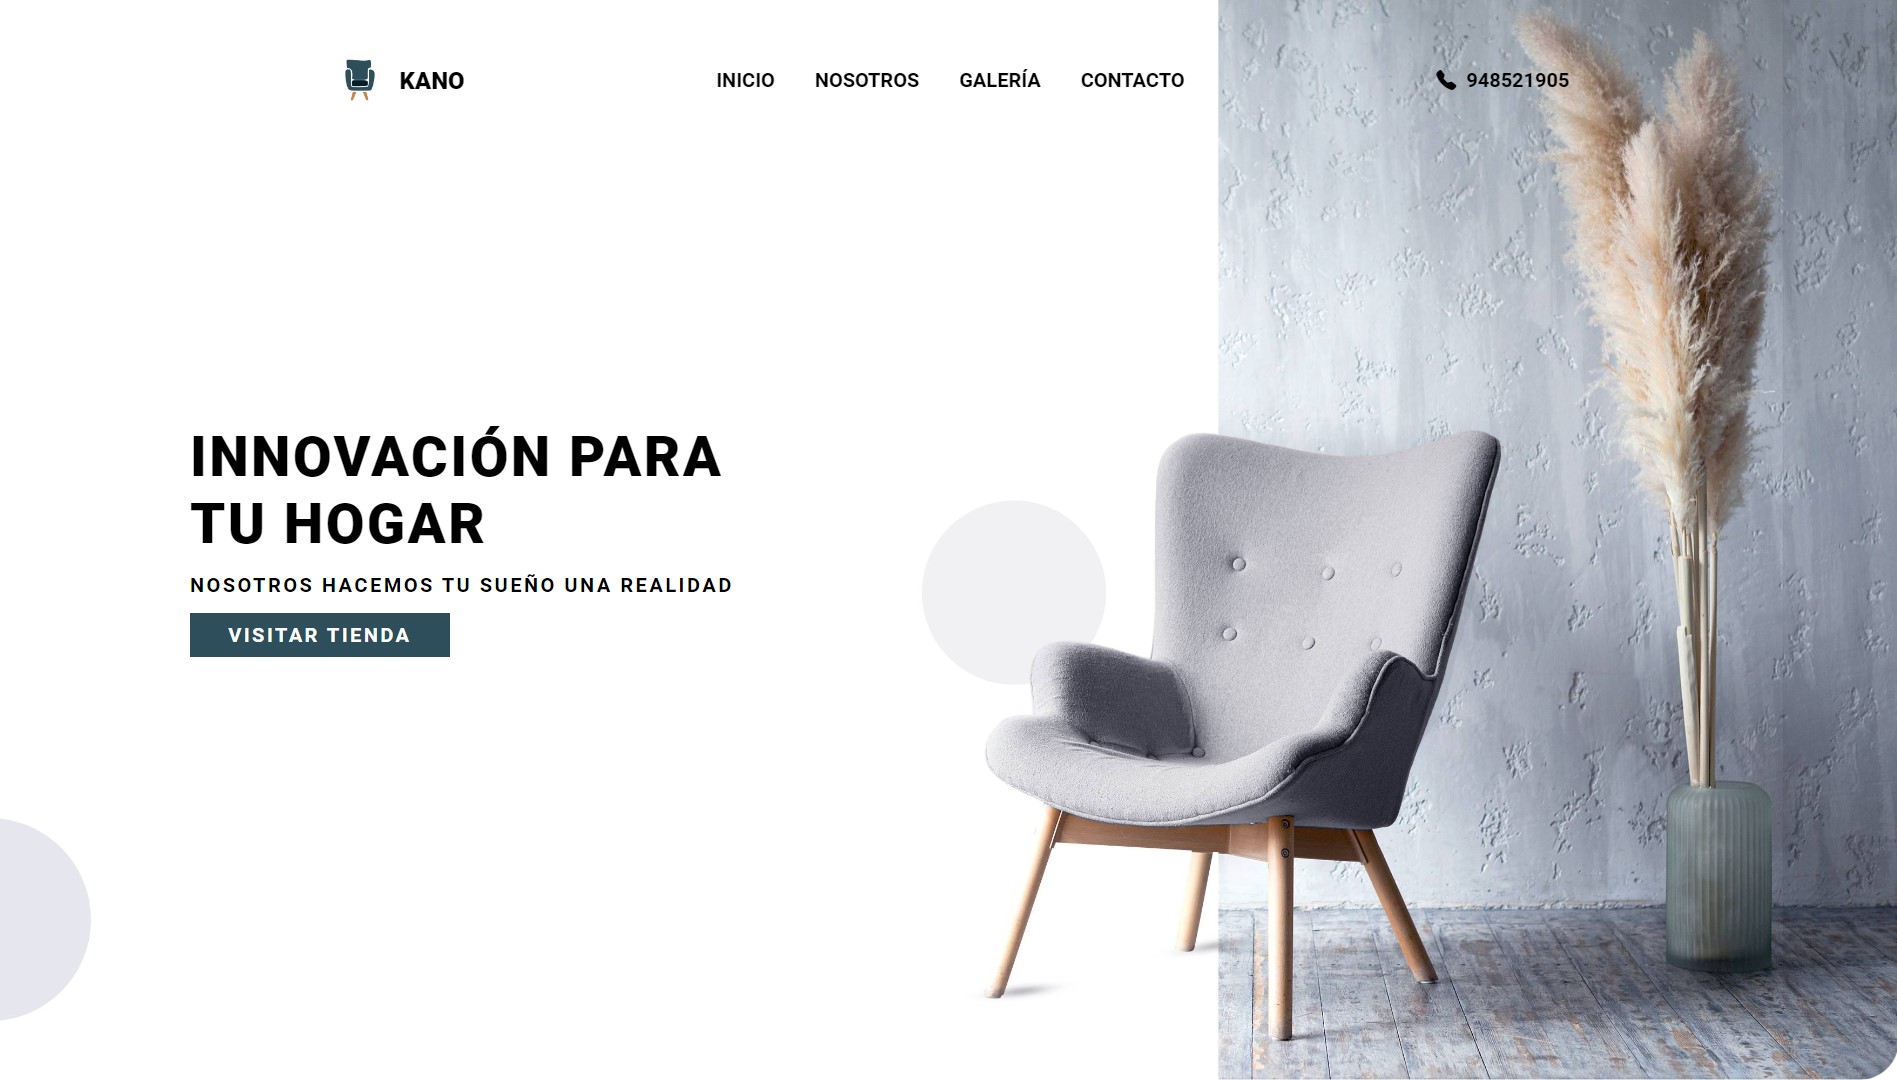 KANO
INICIO NOSOTROS GALERÍA CONTACTO
948521905
INNOVACIÓN PARA
TU HOGAR
NOSOTROS HACEMOS TU SUEÑO UNA REALIDAD
VISITAR TIENDA